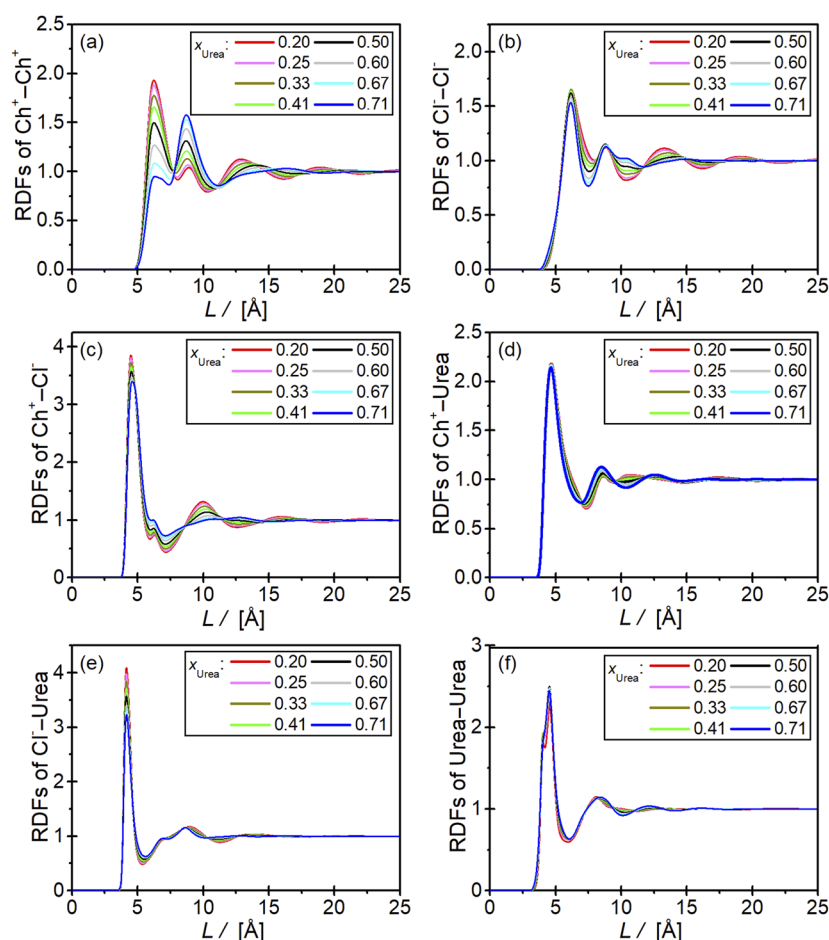 (a)
x Urea:
0.20 0.50
0.25 0.60
0.33 0.67
0.41 0.71
RDFs of Ch⁺–Ch⁺
2.5
2.0
1.5
1.0
0.5
0.0
0 5 10 15 20 25
L / [Å]
(b)
x Urea:
0.20 0.50
0.25 0.60
0.33 0.67
0.41 0.71
RDFs of Cl⁻–Cl⁻
2.0
1.5
1.0
0.5
0.0
0 5 10 15 20 25
L / [Å]
(c)
x Urea:
0.20 0.50
0.25 0.60
0.33 0.67
0.41 0.71
RDFs of Ch⁺–Cl⁻
4
3
2
1
0
0 5 10 15 20 25
L / [Å]
(d)
x Urea:
0.20 0.50
0.25 0.60
0.33 0.67
0.41 0.71
RDFs of Ch⁺–Urea
2.5
2.0
1.5
1.0
0.5
0.0
0 5 10 15 20 25
L / [Å]
(e)
x Urea:
0.20 0.50
0.25 0.60
0.33 0.67
0.41 0.71
RDFs of Cl⁻–Urea
4
3
2
1
0
0 5 10 15 20 25
L / [Å]
(f)
x Urea:
0.20 0.50
0.25 0.60
0.33 0.67
0.41 0.71
RDFs of Urea–Urea
3
2
1
0
0 5 10 15 20 25
L / [Å]